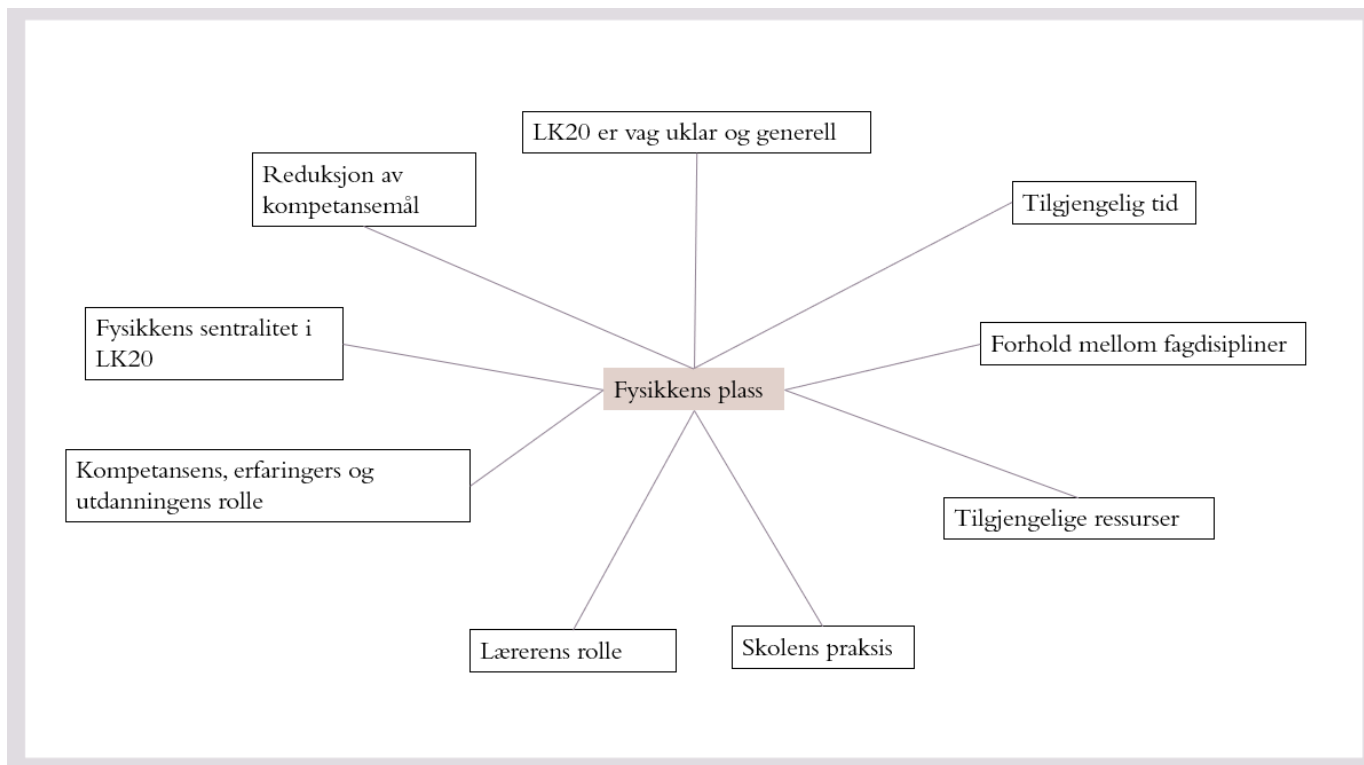 LK20 er vag uklar og generell
Reduksjon av
kompetansemål
Tilgjengelig tid
Fysikkens sentralitet i
LK20
Forhold mellom fagdisipliner
Fysikkens plass
Kompetansens, erfaringers og
utdanningens rolle
Tilgjengelige ressurser
Lærerens rolle
Skolens praksis